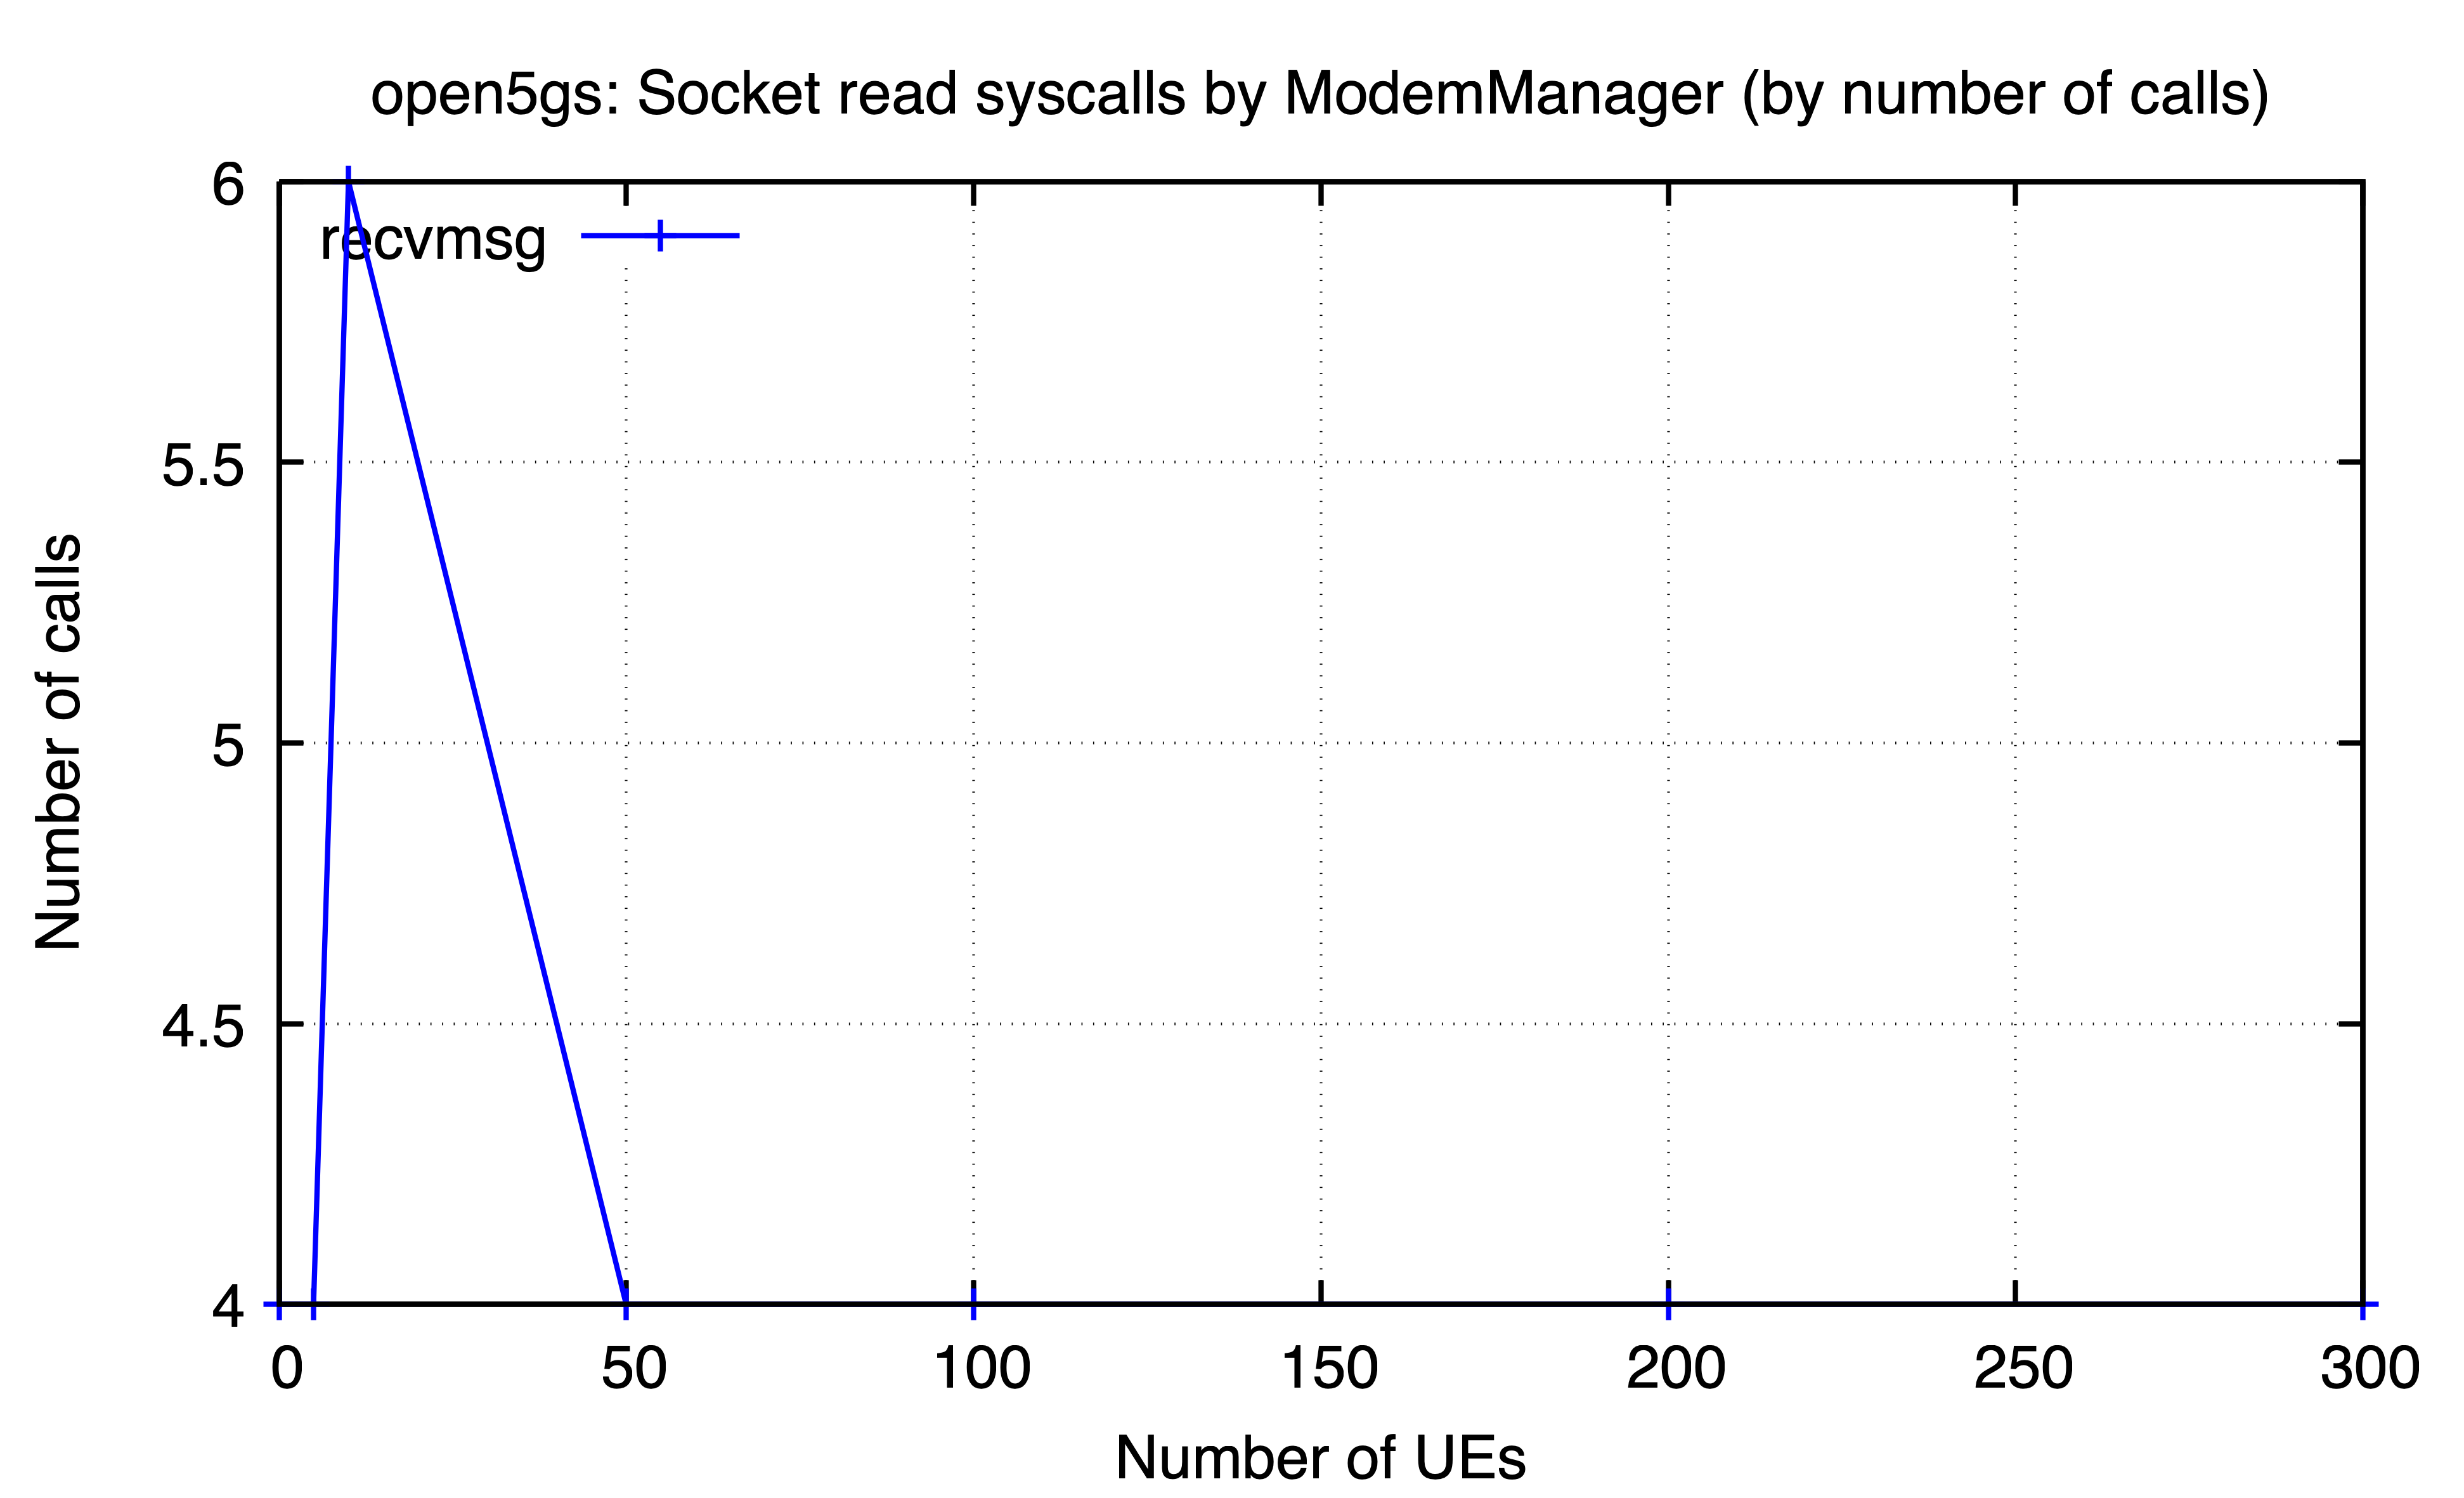 open5gs: Socket read syscalls by ModemManager (by number of calls)
6
recvmsg
5.5
5
4.5
4
Number of calls
0 50 100 150 200 250 300
Number of UEs